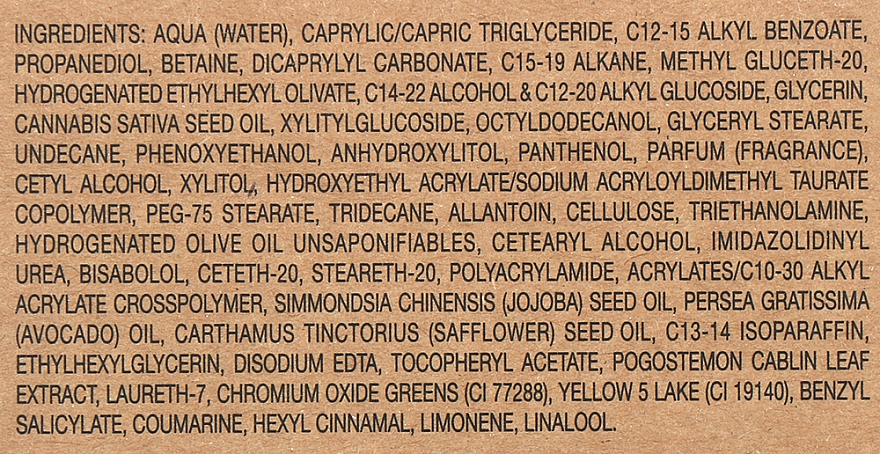 INGREDIENTS: AQUA (WATER), CAPRYLIC/CAPRIC TRIGLYCERIDE, C12-15 ALKYL BENZOATE,
PROPANEDIOL, BETAINE, DICAPRYLYL CARBONATE, C15-19 ALKANE, METHYL GLUCETH-20,
HYDROGENATED ETHYLHEXYL OLIVATE, C14-22 ALCOHOL & C12-20 ALKYL GLUCOSIDE, GLYCERIN,
CANNABIS SATIVA SEED OIL, XYLITYLGLUCOSIDE, OCTYLDODECANOL, GLYCERYL STEARATE,
UNDECANE, PHENOXYETHANOL, ANHYDROXYLITOL, PANTHENOL, PARFUM (FRAGRANCE),
CETYL ALCOHOL, XYLITOL, HYDROXYETHYL ACRYLATE/SODIUM ACRYLOYLDIMETHYL TAURATE
COPOLYMER, PEG-75 STEARATE, TRIDECANE, ALLANTOIN, CELLULOSE, TRIETHANOLAMINE,
HYDROGENATED OLIVE OIL UNSAPONIFIABLES, CETEARYL ALCOHOL, IMIDAZOLIDINYL
UREA, BISABOLOL, CETETH-20, STEARETH-20, POLYACRYLAMIDE, ACRYLATES/C10-30 ALKYL
ACRYLATE CROSSPOLYMER, SIMMONDSIA CHINENSIS (JOJOBA) SEED OIL, PERSEA GRATISSIMA
(AVOCADO) OIL, CARTHAMUS TINCTORIUS (SAFFLOWER) SEED OIL, C13-14 ISOPARAFFIN,
ETHYLHEXYLGLYCERIN, DISODIUM EDTA, TOCOPHERYL ACETATE, POGOSTEMON CABLIN LEAF
EXTRACT, LAURETH-7, CHROMIUM OXIDE GREENS (CI 77288), YELLOW 5 LAKE (CI 19140), BENZYL
SALICYLATE, COUMARINE, HEXYL CINNAMAL, LIMONENE, LINALOOL.